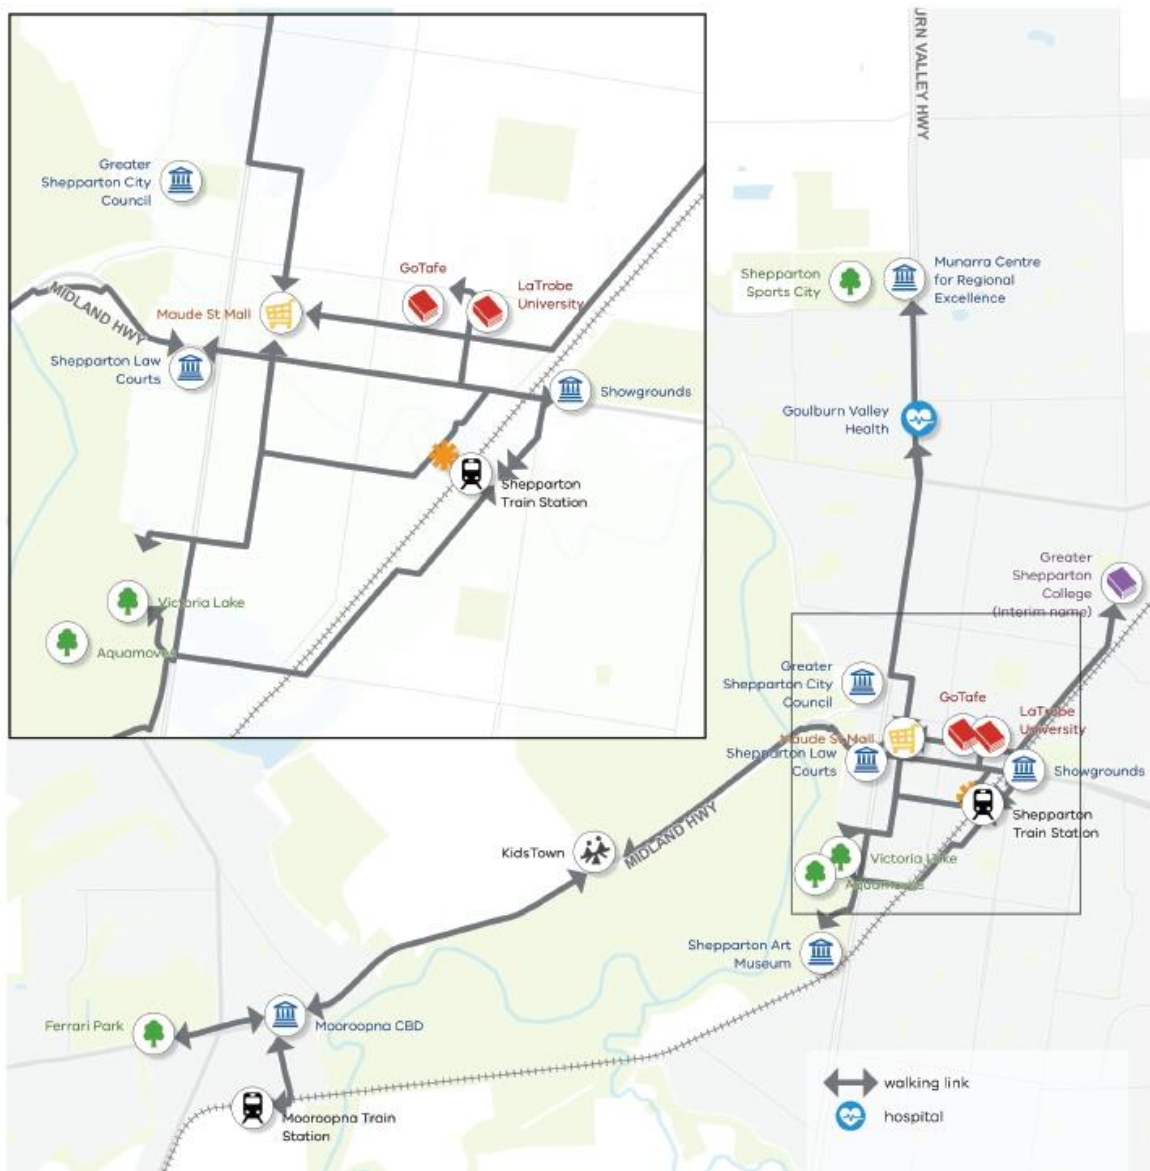 Greater
Shepparton City
Council
GoTafe
LaTrobe
University
MIDLAND HWY
Maude St Mall
Shepparton Law
Courts
Showgrounds
Shepparton
Train Station
Victoria Lake
Aquamoves
URN VALLEY HWY
Shepparton
Sports City
Munarra Centre
for Regional
Excellence
Goulburn Valley
Health
Greater
Shepparton
College
(Interim name)
Greater
Shepparton City
Council
GoTafe
LaTrobe
University
Maude St Mall
Shepparton Law
Courts
Showgrounds
Shepparton
Train Station
MIDLAND HWY
KidsTown
Victoria Lake
Aquamoves
Shepparton Art
Museum
Ferrari Park
Mooroopna CBD
Mooroopna Train
Station
walking link
hospital